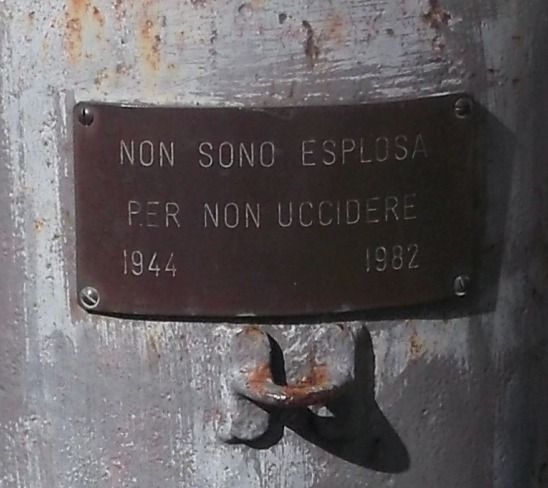 NON SONO ESPLOSA
PER NON UCCIDERE
1944 1982